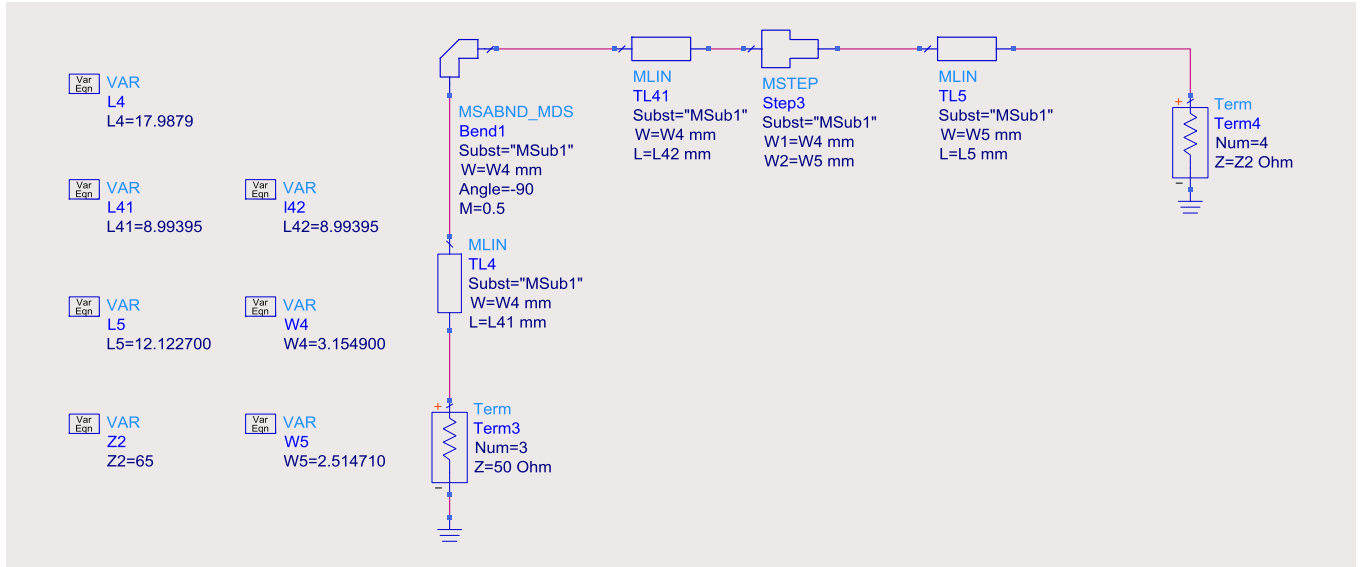 Var
Eqn
VAR
L4
L4=17.9879
Var
Eqn
VAR
L41
L41=8.99395
Var
Eqn
VAR
l42
L42=8.99395
Var
Eqn
VAR
L5
L5=12.122700
Var
Eqn
VAR
W4
W4=3.154900
Var
Eqn
VAR
Z2
Z2=65
Var
Eqn
VAR
W5
W5=2.514710
MSABND_MDS
Bend1
Subst="MSub1"
W=W4 mm
Angle=-90
M=0.5
MLIN
TL4
Subst="MSub1"
W=W4 mm
L=L41 mm
+
Term
Term3
Num=3
Z=50 Ohm
-
MLIN
TL41
Subst="MSub1"
W=W4 mm
L=L42 mm
MSTEP
Step3
Subst="MSub1"
W1=W4 mm
W2=W5 mm
MLIN
TL5
Subst="MSub1"
W=W5 mm
L=L5 mm
+
Term
Term4
Num=4
Z=Z2 Ohm
-